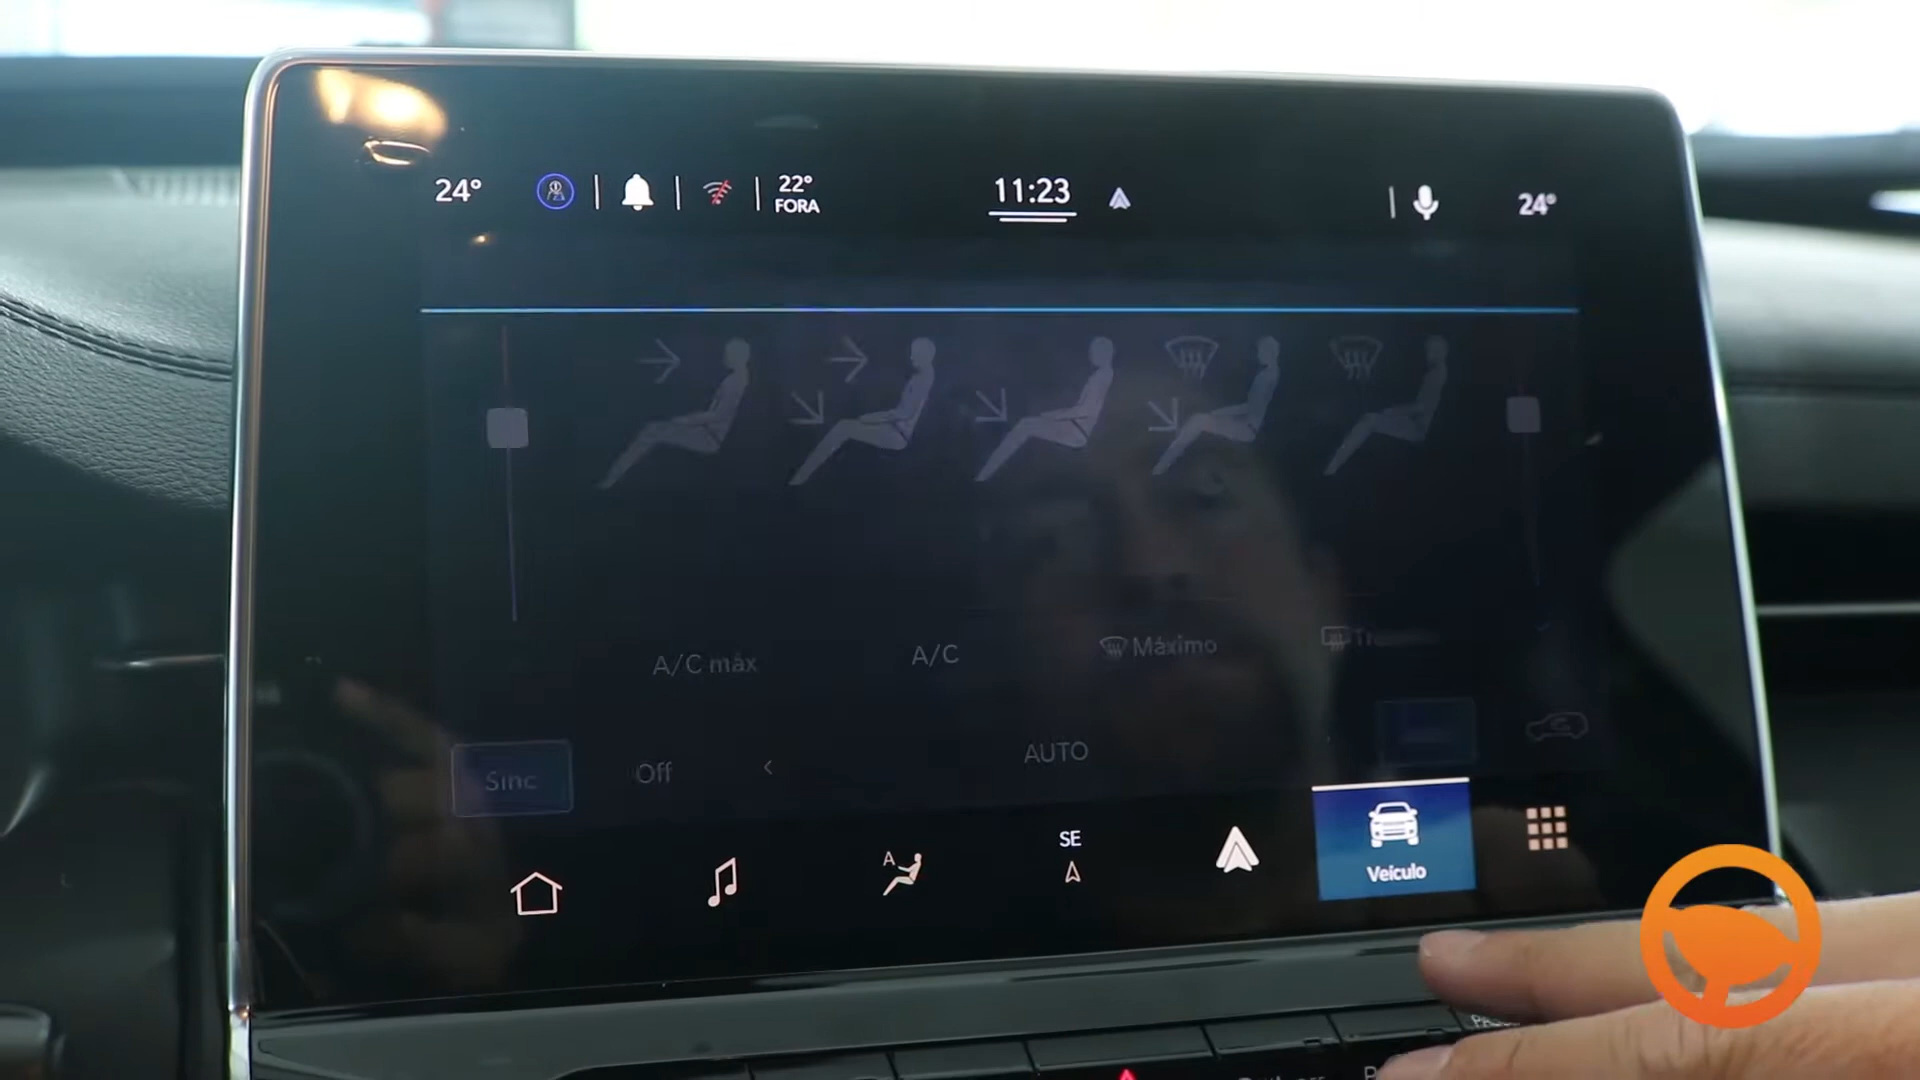 24°
22°
FORA
11:23
24°
A/C máx
A/C
Máximo
Sinc
Off
AUTO
A
SE
Veículo